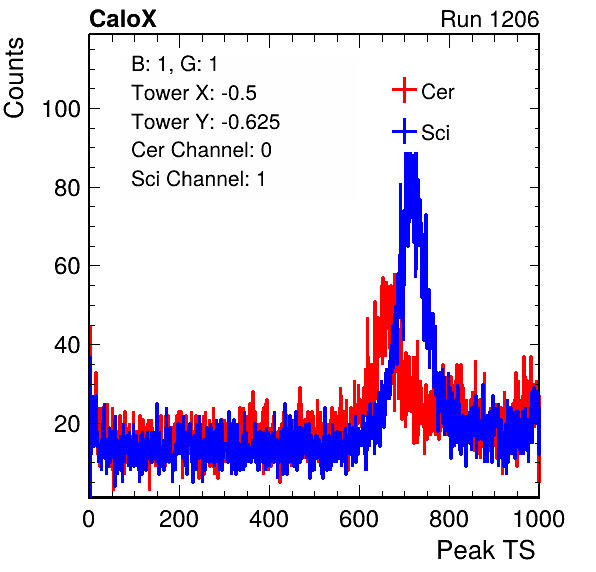 CaloX Run 1206
Counts
B: 1, G: 1
Tower X: -0.5
Tower Y: -0.625
Cer Channel: 0
Sci Channel: 1
Cer
Sci
100
80
60
40
20
0 200 400 600 800 1000
Peak TS